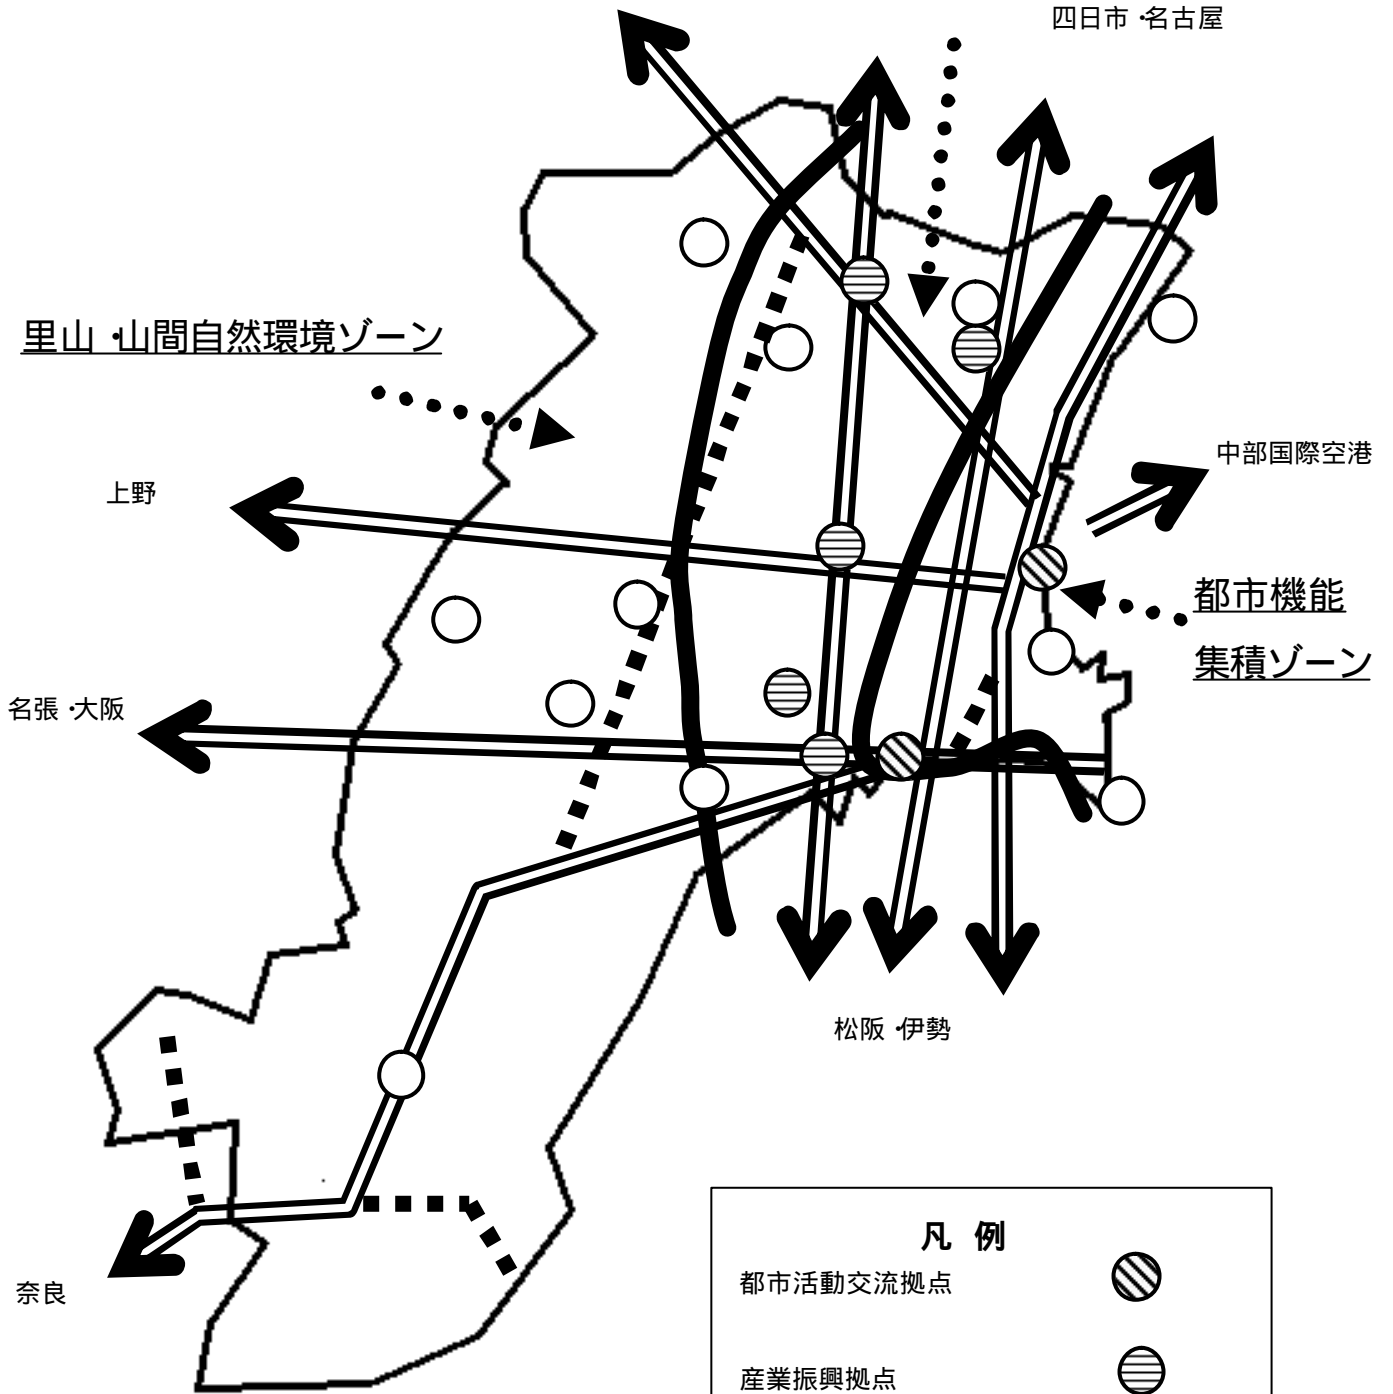 四日市・名古屋
里山・山間自然環境ゾーン
中部国際空港
上野
都市機能
集積ゾーン
名張・大阪
松阪・伊勢
奈良
凡 例
都市活動交流拠点
産業振興拠点